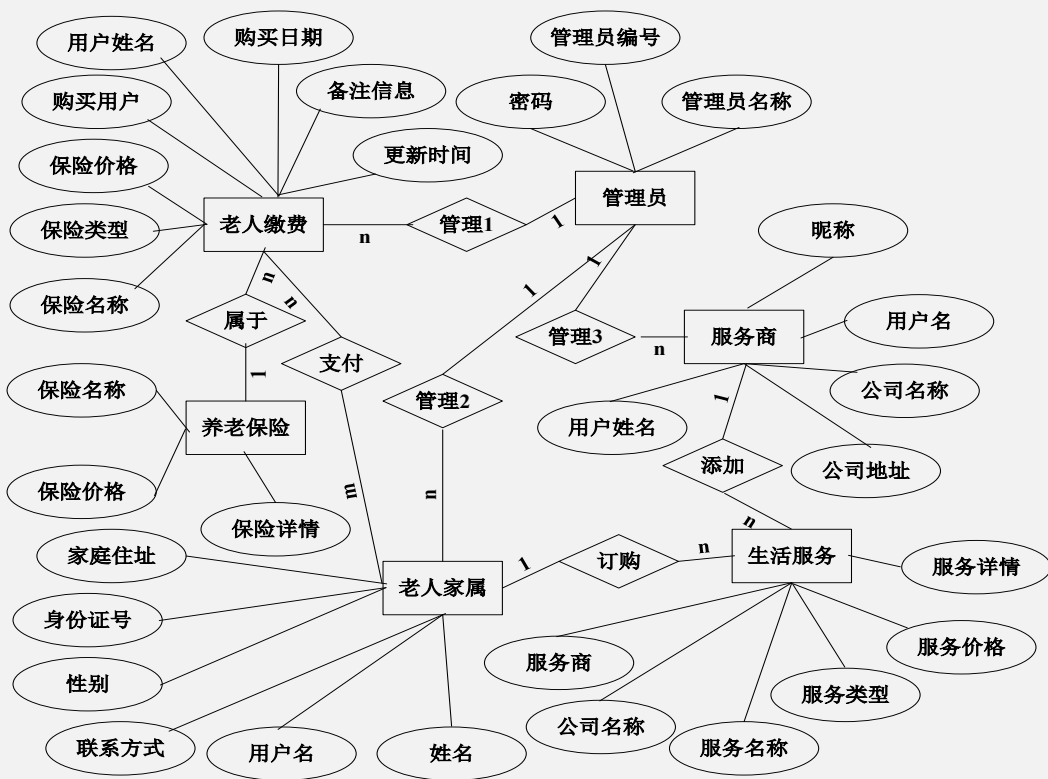 用户姓名
购买日期
管理员编号
购买用户
备注信息
密码
管理员名称
保险价格
更新时间
管理员
保险类型
老人缴费
n
管理1
1
昵称
保险名称
n
n
1
1
属于
管理3
n
服务商
用户名
支付
保险名称
1
管理2
1
公司名称
养老保险
用户姓名
添加
公司地址
保险价格
m
n
保险详情
n
家庭住址
1
订购
n
生活服务
服务详情
老人家属
身份证号
服务价格
服务商
性别
服务类型
公司名称
联系方式
用户名
姓名
服务名称